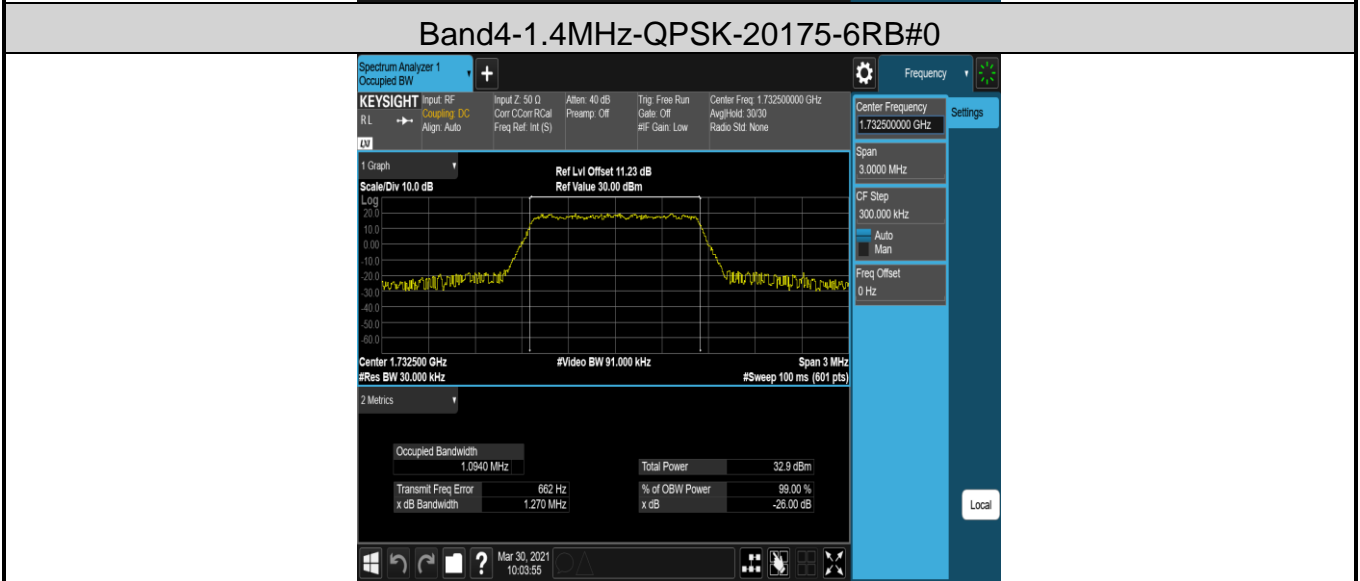 Band4-1.4MHz-QPSK-20175-6RB#0
Spectrum Analyzer 1
Occupied BW
+
Frequency
KEYSIGHT
RL
LXI
Input: RF
Coupling: DC
Align: Auto
Input Z: 50 Ω
Corr CCorr RCal
Freq Ref: Int (S)
Atten: 40 dB
Preamp: Off
Trig: Free Run
Gate: Off
#IF Gain: Low
Center Freq: 1.732500000 GHz
Avg|Hold: 30/30
Radio Std: None
Center Frequency
1.732500000 GHz
Settings
Span
3.0000 MHz
CF Step
300.000 kHz
Auto
Man
Freq Offset
0 Hz
1 Graph
Scale/Div 10.0 dB
Ref Lvl Offset 11.23 dB
Ref Value 30.00 dBm
Log
20.0
10.0
0.00
-10.0
-20.0
-30.0
-40.0
-50.0
-60.0
Center 1.732500 GHz
#Video BW 91.000 kHz
Span 3 MHz
#Res BW 30.000 kHz
#Sweep 100 ms (601 pts)
2 Metrics
Occupied Bandwidth
1.0940 MHz
Total Power 32.9 dBm
Transmit Freq Error 662 Hz
% of OBW Power 99.00 %
x dB Bandwidth 1.270 MHz
x dB -26.00 dB
Local
?
Mar 30, 2021
10:03:55